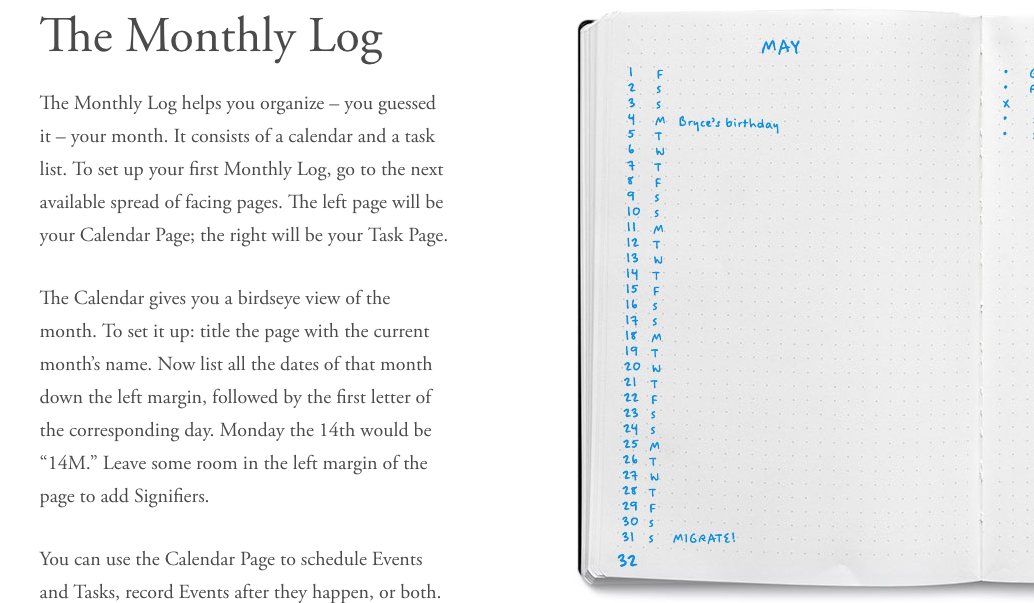 The Monthly Log
The Monthly Log helps you organize – you guessed
it – your month. It consists of a calendar and a task
list. To set up your first Monthly Log, go to the next
available spread of facing pages. The left page will be
your Calendar Page; the right will be your Task Page.
The Calendar gives you a birdseye view of the
month. To set it up: title the page with the current
month’s name. Now list all the dates of that month
down the left margin, followed by the first letter of
the corresponding day. Monday the 14th would be
“14M.” Leave some room in the left margin of the
page to add Signifiers.
You can use the Calendar Page to schedule Events
and Tasks, record Events after they happen, or both.
MAY
1 F
2 S
3 S
4 M Bryce's birthday
5 T
6 W
7 T
8 F
9 S
10 S
11 M
12 T
13 W
14 T
15 F
16 S
17 S
18 M
19 T
20 W
21 T
22 F
23 S
24 S
25 M
26 T
27 W
28 T
29 F
30 S
31 S MIGRATE!
32